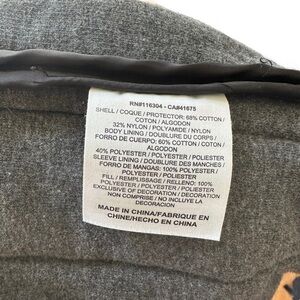 RN#116304 - CA#41675
SHELL / COQUE / PROTECTOR: 68% COTTON /
COTON / ALGODON
32% NYLON / POLYAMIDE / NYLON
BODY LINING / DOUBLURE DU CORPS /
FORRO DE CUERPO: 60% COTTON / COTON /
ALGODON
40% POLYESTER / POLYESTER / POLIESTER
SLEEVE LINING / DOUBLURE DES MANCHES /
FORRO DE MANGAS: 100% POLYESTER /
POLYESTER / POLIESTER
FILL / REMPLISSAGE / RELLENO: 100%
POLYESTER / POLYESTER / POLIESTER
EXCLUSIVE OF DECORATION / DECORATION
NON COMPRISE / NO INCLUYE LA
DECORACION
MADE IN CHINA/FABRIQUE EN
CHINE/HECHO EN CHINA